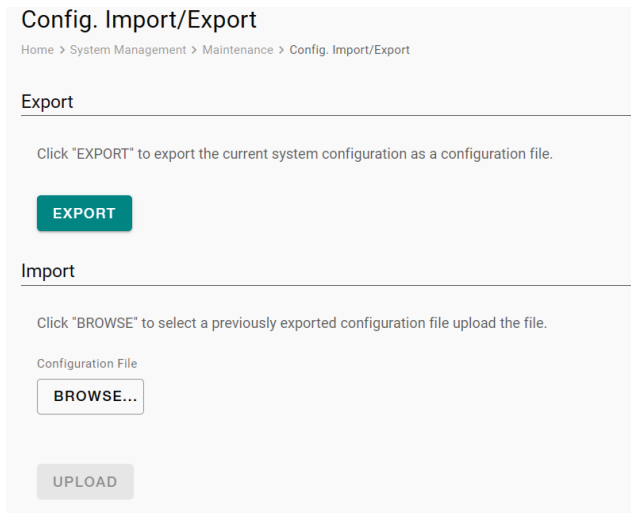 Config. Import/Export
Home > System Management > Maintenance > Config. Import/Export
Export
Click "EXPORT" to export the current system configuration as a configuration file.
EXPORT
Import
Click "BROWSE" to select a previously exported configuration file upload the file.
Configuration File
BROWSE...
UPLOAD